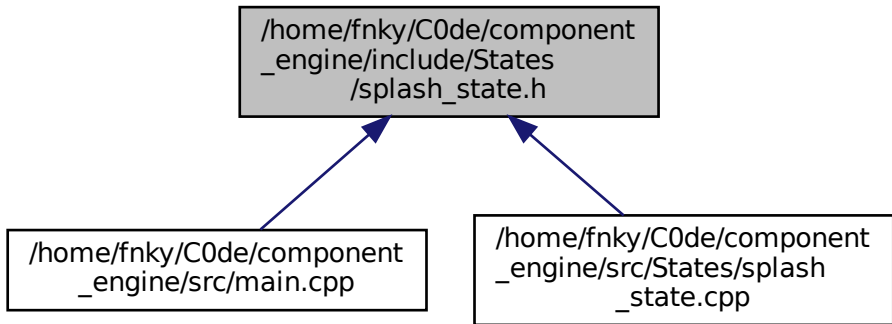 /home/fnky/C0de/component
_engine/include/States
/splash_state.h
/home/fnky/C0de/component
_engine/src/main.cpp
/home/fnky/C0de/component
_engine/src/States/splash
_state.cpp